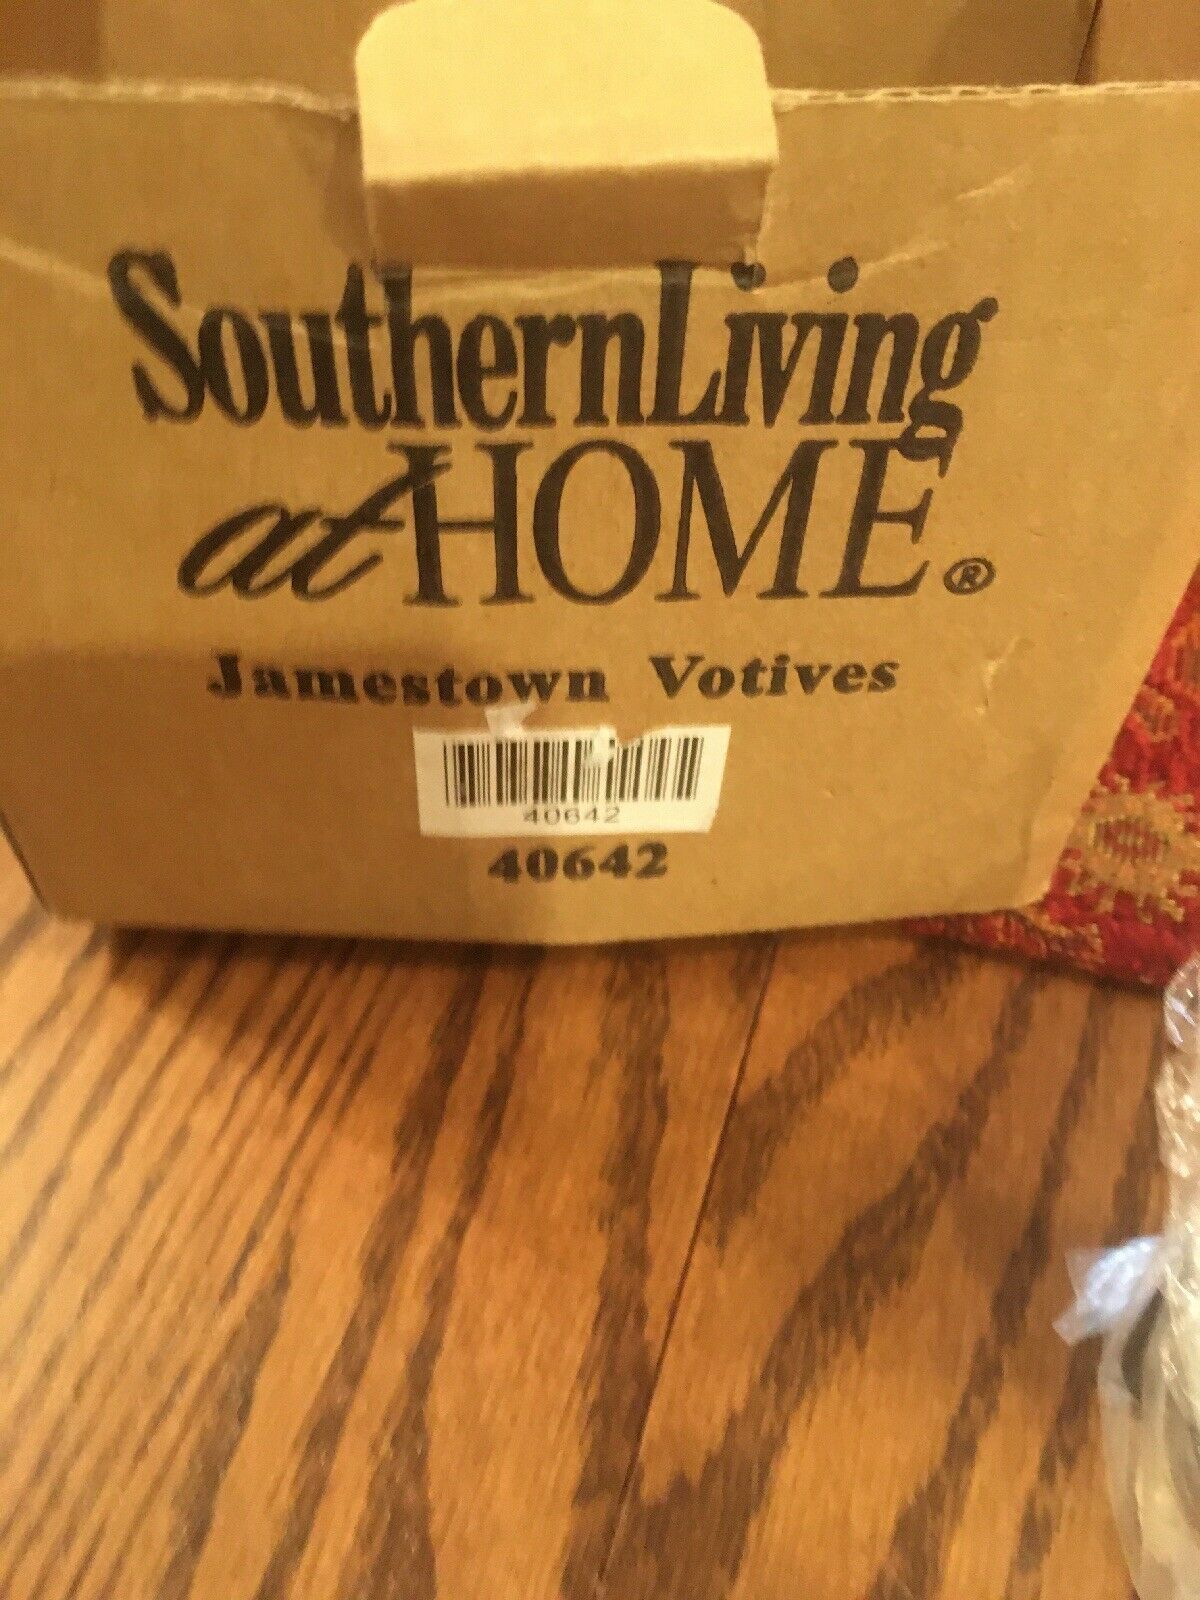 SouthernLiving
at HOME®
Jamestown Votives
40642
40642